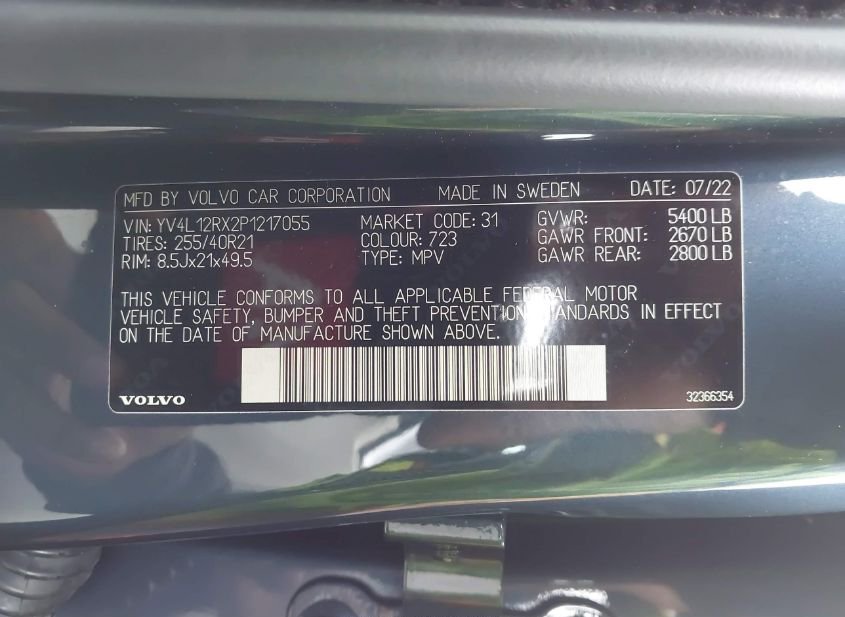 MFD BY VOLVO CAR CORPORATION MADE IN SWEDEN DATE: 07/22
VIN: YV4L12RX2P1217055 MARKET CODE: 31 GVWR: 5400 LB
TIRES: 255/40R21 COLOUR: 723 GAWR FRONT: 2670 LB
RIM: 8.5Jx21x49.5 TYPE: MPV GAWR REAR: 2800 LB
THIS VEHICLE CONFORMS TO ALL APPLICABLE FEDERAL MOTOR
VEHICLE SAFETY, BUMPER AND THEFT PREVENTION STANDARDS IN EFFECT
ON THE DATE OF MANUFACTURE SHOWN ABOVE.
VOLVO 32366354